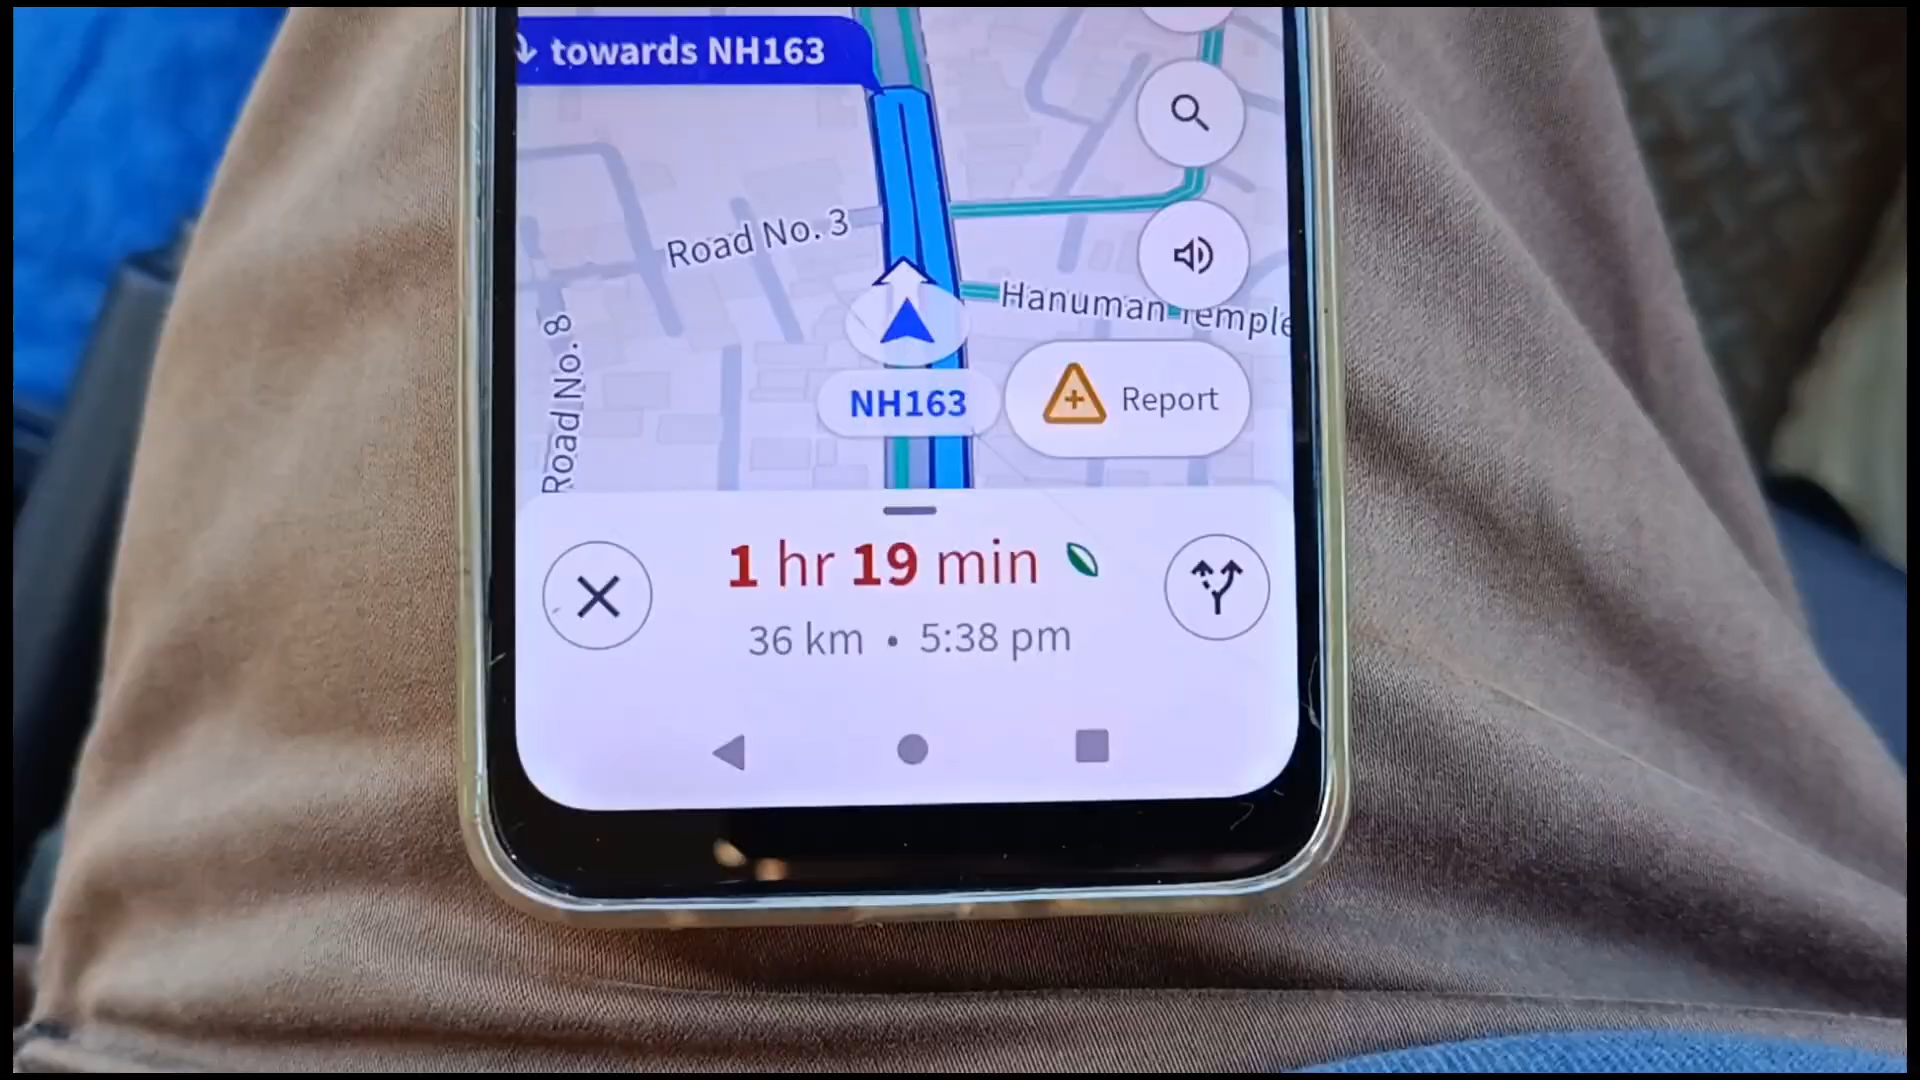 towards NH163
Road No. 3
Hanuman Temple
Road No. 8
NH163
Report
1 hr 19 min
36 km • 5:38 pm